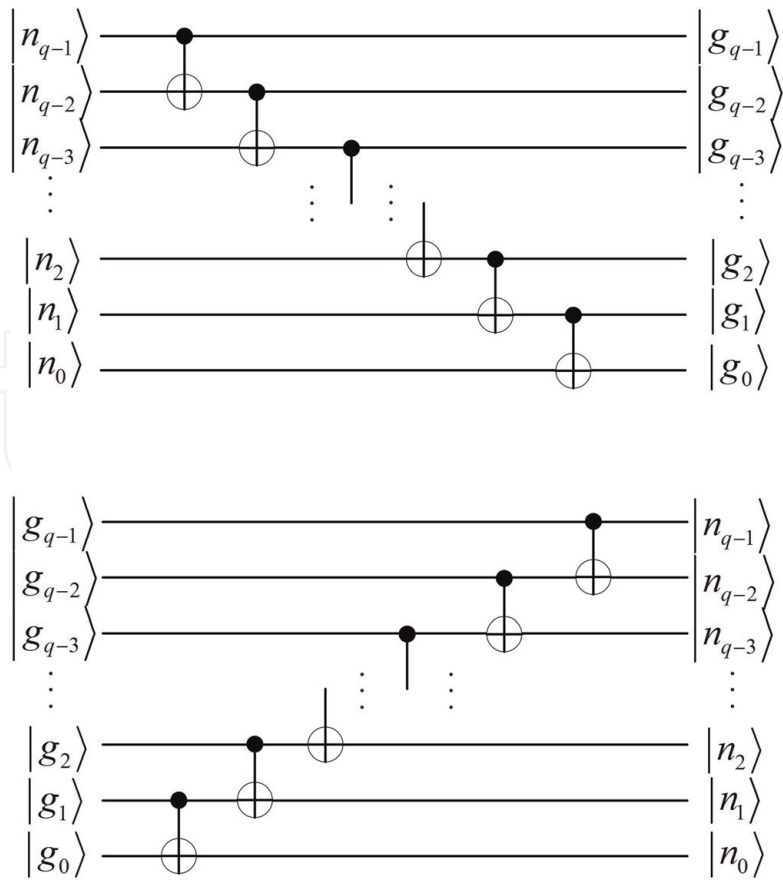 |n_{q-1}⟩ |g_{q-1}⟩
|n_{q-2}⟩ |g_{q-2}⟩
|n_{q-3}⟩ |g_{q-3}⟩
⋮ ⋮ ⋮ ⋮
|n_2⟩ |g_2⟩
|n_1⟩ |g_1⟩
|n_0⟩ |g_0⟩
|g_{q-1}⟩ |n_{q-1}⟩
|g_{q-2}⟩ |n_{q-2}⟩
|g_{q-3}⟩ |n_{q-3}⟩
⋮ ⋮ ⋮ ⋮
|g_2⟩ |n_2⟩
|g_1⟩ |n_1⟩
|g_0⟩ |n_0⟩